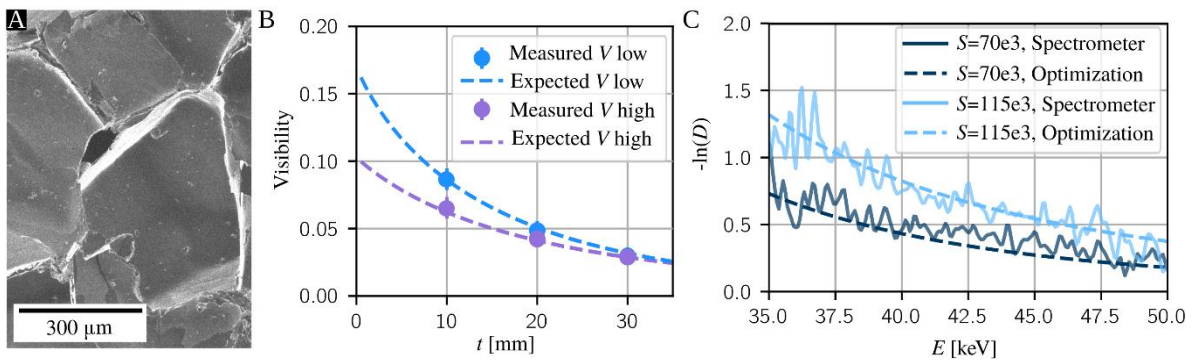 A
300 μm
B
Visibility
0.20
0.15
0.10
0.05
0.00
Measured V low
Expected V low
Measured V high
Expected V high
10
20
30
t [mm]
C
-ln(D)
2.0
1.5
1.0
0.5
0.0
S=70e3, Spectrometer
S=70e3, Optimization
S=115e3, Spectrometer
S=115e3, Optimization
35.0
37.5
40.0
42.5
45.0
47.5
50.0
E [keV]